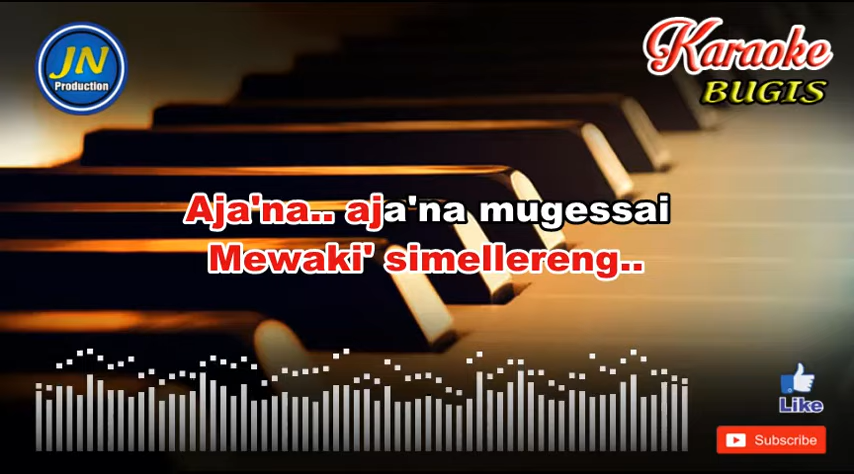 JN
Production
Karaoke
BUGIS
Aja'na.. aja'na mugessai
Mewaki' simellereng..
Like
Subscribe